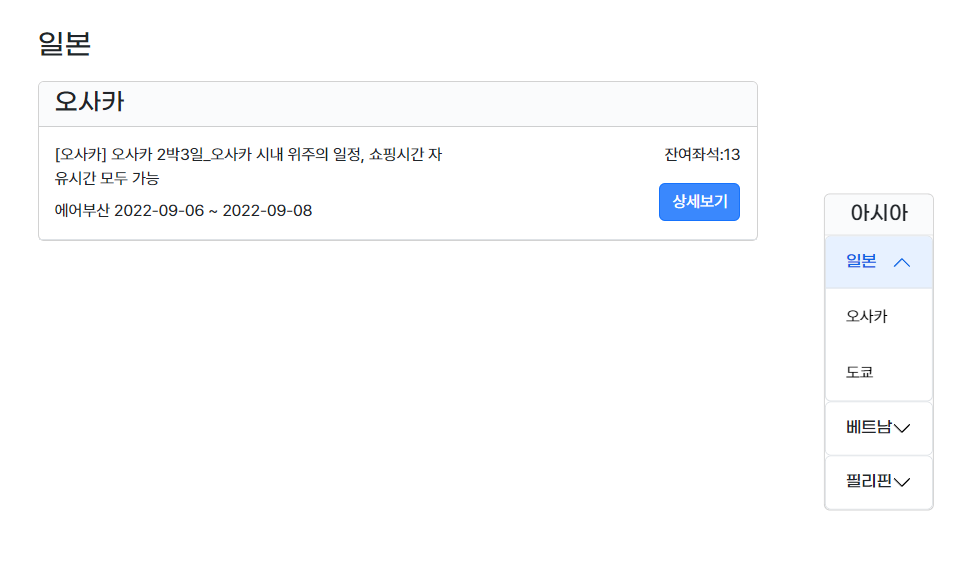 일본
오사카
[오사카] 오사카 2박3일_오사카 시내 위주의 일정, 쇼핑시간 자
유시간 모두 가능
에어부산 2022-09-06 ~ 2022-09-08
잔여좌석:13
상세보기
아시아
일본
오사카
도쿄
베트남
필리핀